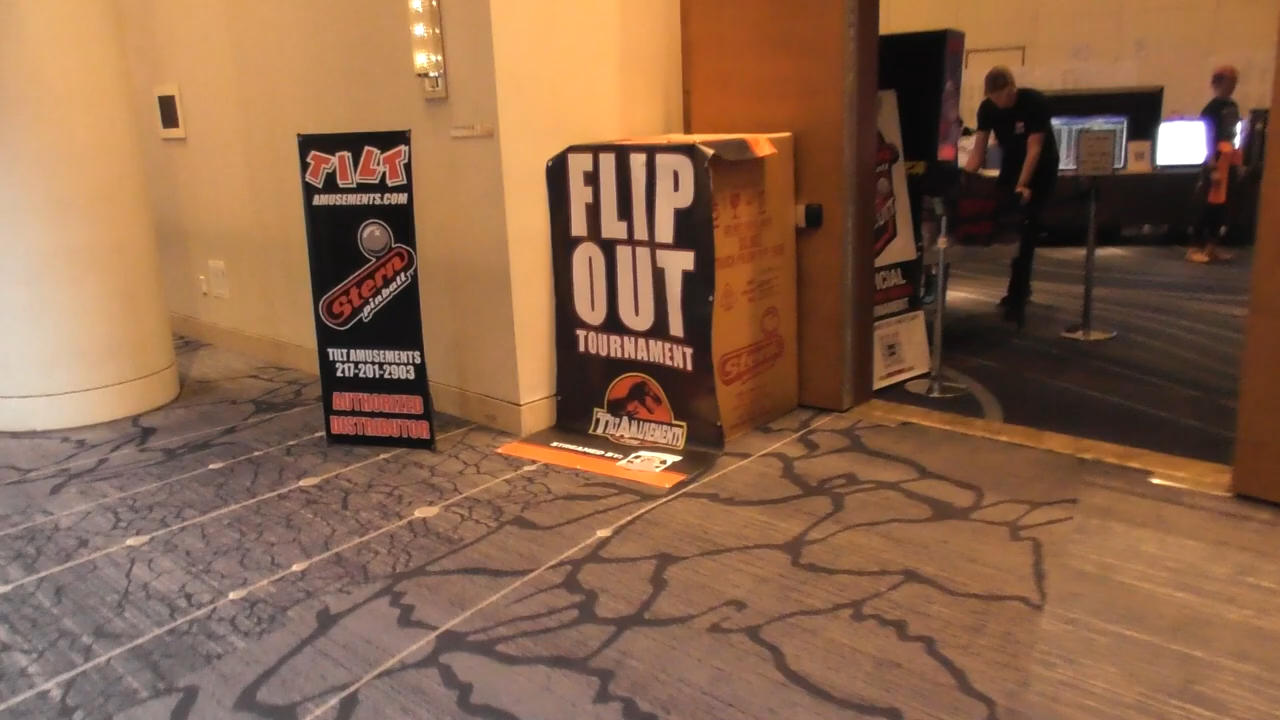 TILT
AMUSEMENTS.COM
Stern
pinball
TILT AMUSEMENTS
217-201-2903
AUTHORIZED
DISTRIBUTOR
FLIP
OUT
TOURNAMENT
TILT AMUSEMENTS
STREAMED BY:
Stern